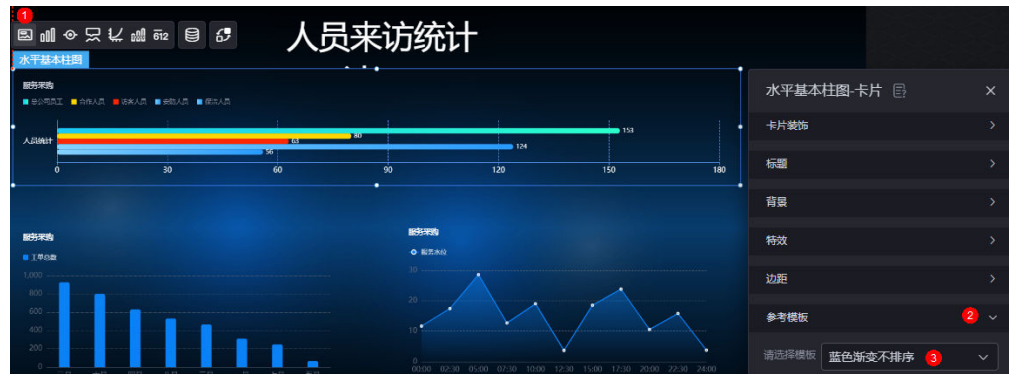 1
012
人员来访统计
水平基本柱图
服务采购
总公司员工 合作人员 访客人员 安防人员 保洁人员
人员统计
153
80
63
124
56
0 30 60 90 120 150 180
服务采购
工单总数
1,000
800
600
400
200
0
服务采购
服务水位
30
20
10
0
00:00 02:30 05:00 07:30 10:00 12:30 15:00 17:30 20:00 22:30 24:00
水平基本柱图-卡片
卡片装饰
标题
背景
特效
边距
参考模板 2
请选择模板 蓝色渐变不排序 3